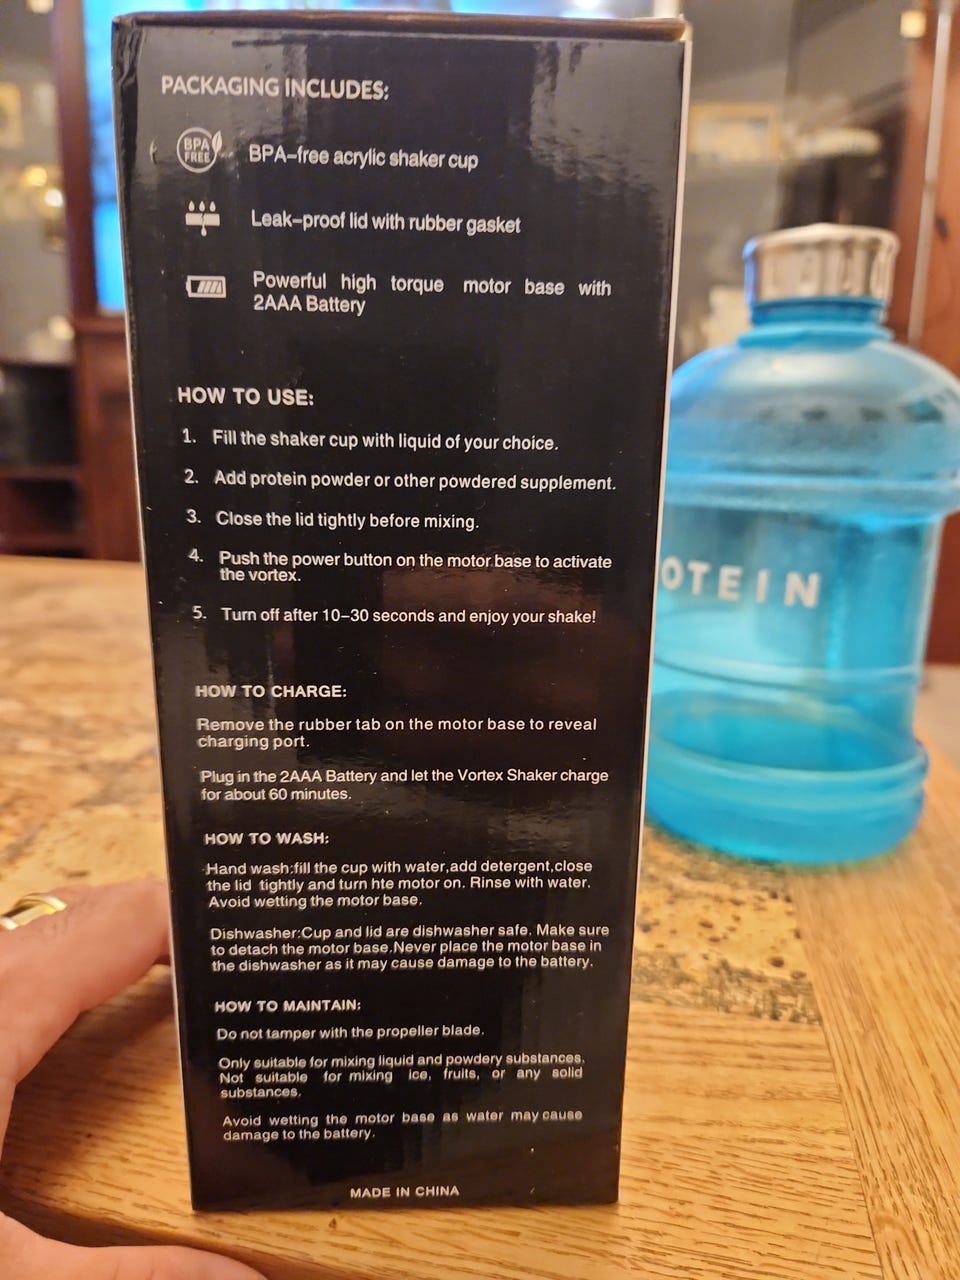 PACKAGING INCLUDES:
BPA
FREE
BPA-free acrylic shaker cup
Leak-proof lid with rubber gasket
Powerful high torque motor base with
2AAA Battery
HOW TO USE:
1. Fill the shaker cup with liquid of your choice.
2. Add protein powder or other powdered supplement.
3. Close the lid tightly before mixing.
4. Push the power button on the motor base to activate
the vortex.
5. Turn off after 10-30 seconds and enjoy your shake!
HOW TO CHARGE:
Remove the rubber tab on the motor base to reveal
charging port.
Plug in the 2AAA Battery and let the Vortex Shaker charge
for about 60 minutes.
HOW TO WASH:
Hand wash:fill the cup with water,add detergent,close
the lid tightly and turn hte motor on. Rinse with water.
Avoid wetting the motor base.
Dishwasher:Cup and lid are dishwasher safe. Make sure
to detach the motor base.Never place the motor base in
the dishwasher as it may cause damage to the battery.
HOW TO MAINTAIN:
Do not tamper with the propeller blade.
Only suitable for mixing liquid and powdery substances.
Not suitable for mixing ice, fruits, or any solid
substances.
Avoid wetting the motor base as water may cause
damage to the battery.
MADE IN CHINA
OTEIN